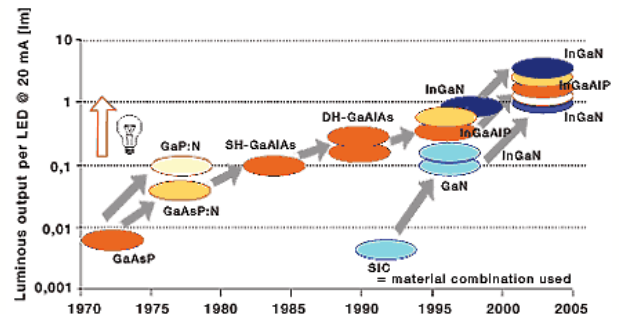 Luminous output per LED @ 20 mA [lm]
10
1
0,1
0,01
0,001
InGaN
InGaAlP
InGaN
InGaN
DH-GaAlAs
InGaAlP
GaP:N
SH-GaAlAs
InGaN
GaN
GaAsP:N
GaAsP
SiC
= material combination used
1970
1975
1980
1985
1990
1995
2000
2005